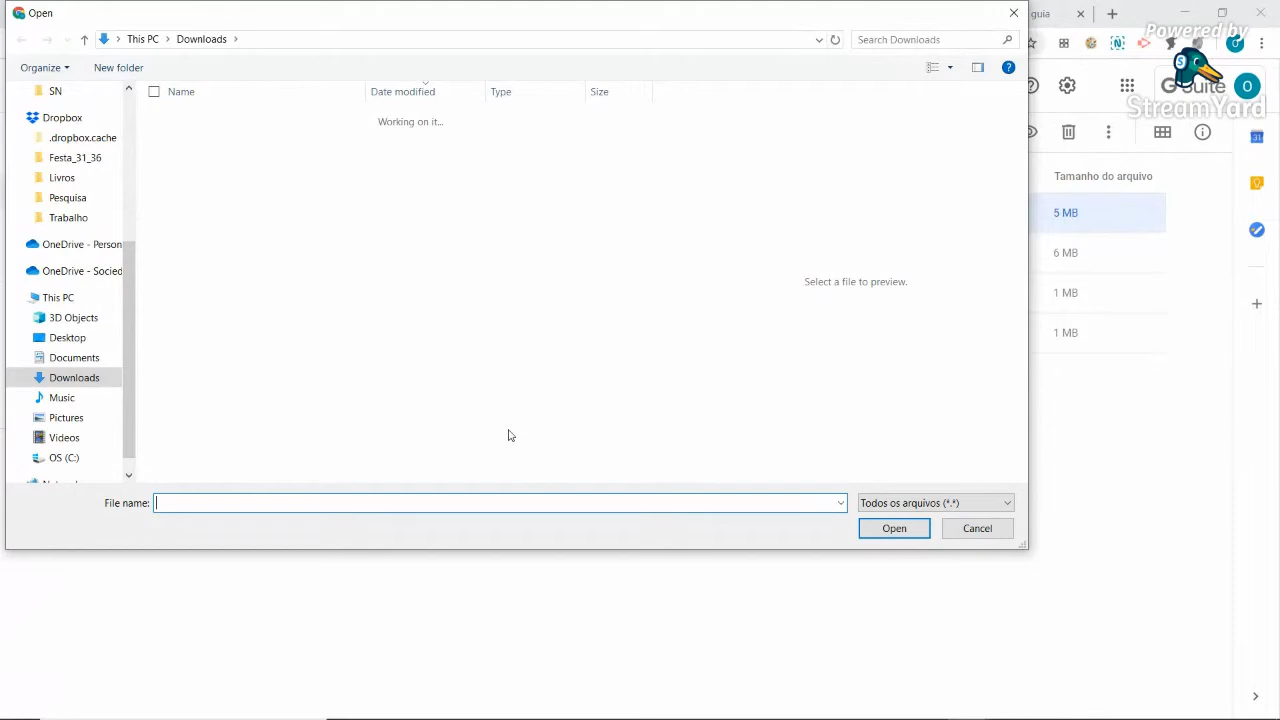 Open
guia
Powered by
StreamYard
This PC
Downloads
Search Downloads
Organize
New folder
G Suite
O
Name
Date modified
Type
Size
Working on it...
Select a file to preview.
SN
Dropbox
.dropbox.cache
Festa_31_36
Livros
Pesquisa
Trabalho
OneDrive - Person
OneDrive - Socied
This PC
3D Objects
Desktop
Documents
Downloads
Music
Pictures
Videos
OS (C:)
Tamanho do arquivo
5 MB
6 MB
1 MB
1 MB
File name:
Todos os arquivos (*.*)
Open
Cancel